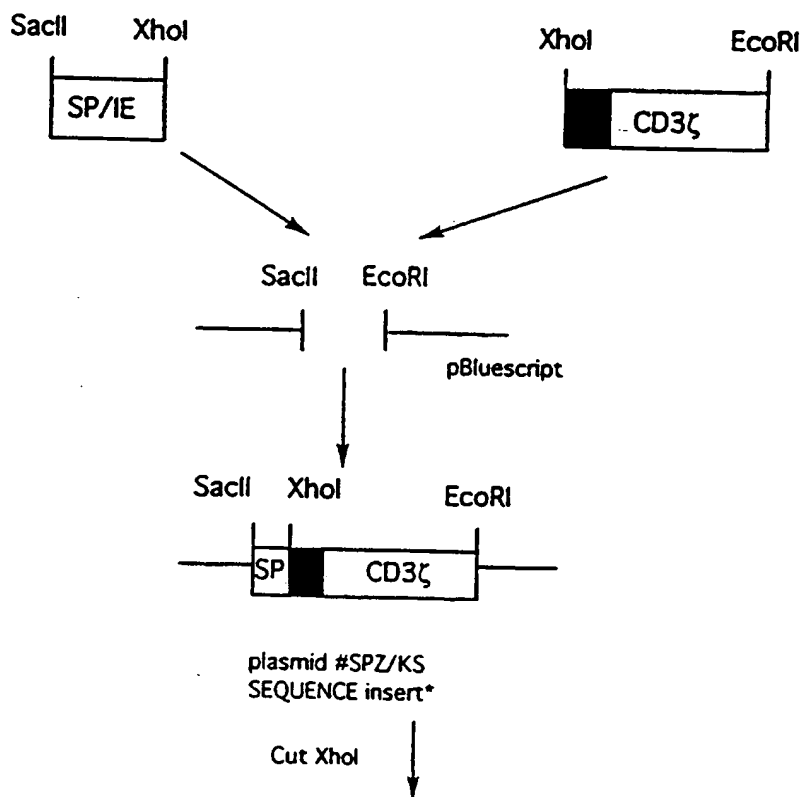 SacII XhoI
XhoI EcoRI
SP/IE
CD3ζ
SacII EcoRI
pBluescript
SacII XhoI EcoRI
SP CD3ζ
plasmid #SPZ/KS
SEQUENCE insert*
Cut XhoI